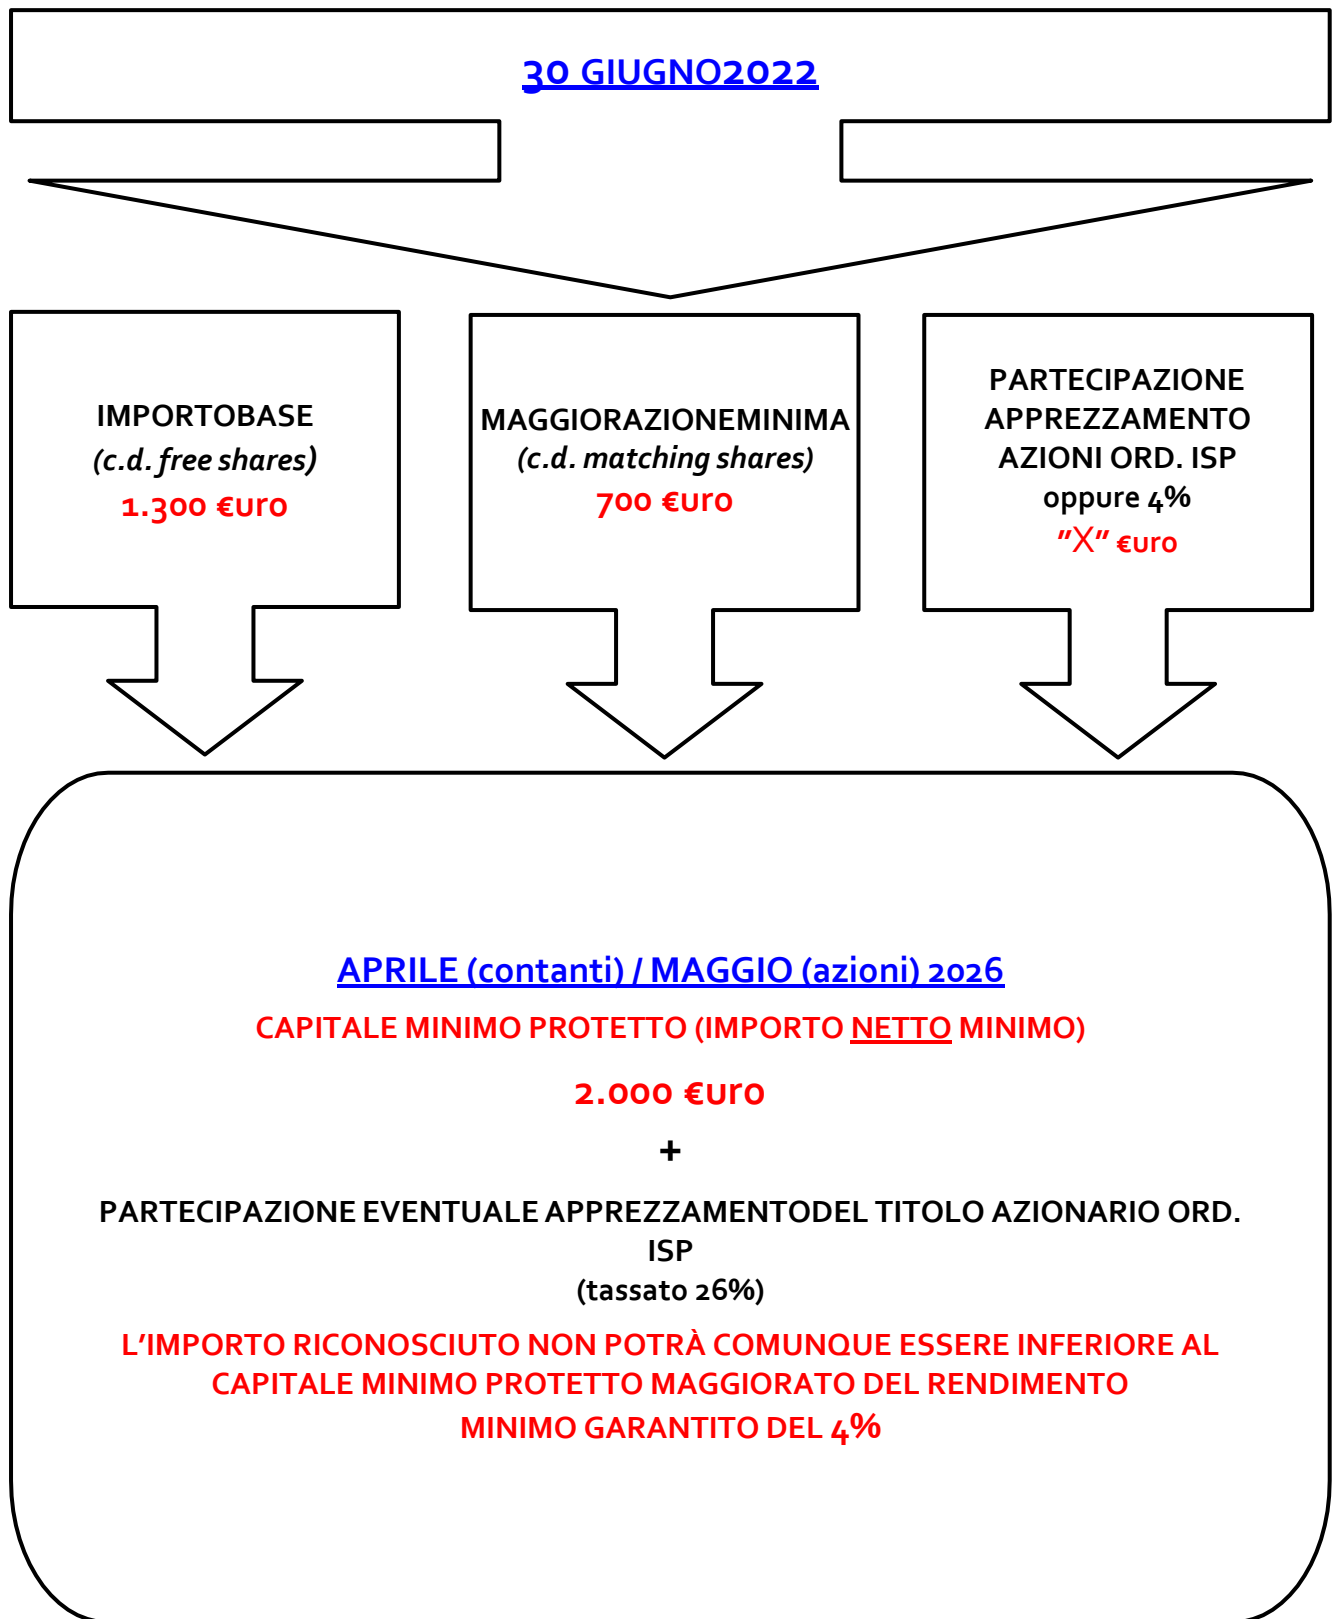 30 GIUGNO2022
IMPORTOBASE
(c.d. free shares)
1.300 €uro
MAGGIORAZIONEMINIMA
(c.d. matching shares)
700 €uro
PARTECIPAZIONE
APPREZZAMENTO
AZIONI ORD. ISP
oppure 4%
"X" €uro
APRILE (contanti) / MAGGIO (azioni) 2026
CAPITALE MINIMO PROTETTO (IMPORTO NETTO MINIMO)
2.000 €uro
+
PARTECIPAZIONE EVENTUALE APPREZZAMENTODEL TITOLO AZIONARIO ORD.
ISP
(tassato 26%)
L'IMPORTO RICONOSCIUTO NON POTRÀ COMUNQUE ESSERE INFERIORE AL
CAPITALE MINIMO PROTETTO MAGGIORATO DEL RENDIMENTO
MINIMO GARANTITO DEL 4%